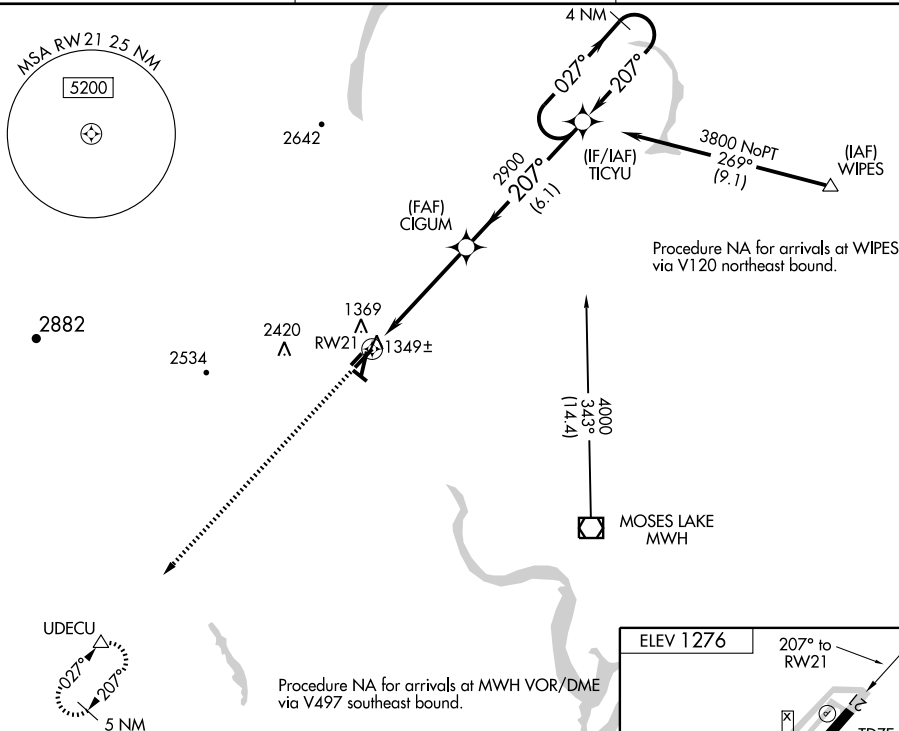 MSA RW21 25 NM
5200
4 NM
027°
207°
2642
(IF/IAF)
TICYU
3800 NoPT
269°
(9.1)
(IAF)
WIPES
2900
207°
(6.1)
(FAF)
CIGUM
Procedure NA for arrivals at WIPES
via V120 northeast bound.
2882
2534
2420
1369
RW21
1349±
4000
343°
(14.4)
MOSES LAKE
MWH
UDECU
027°
207°
5 NM
Procedure NA for arrivals at MWH VOR/DME
via V497 southeast bound.
ELEV 1276
207° to
RW21
21
X
P